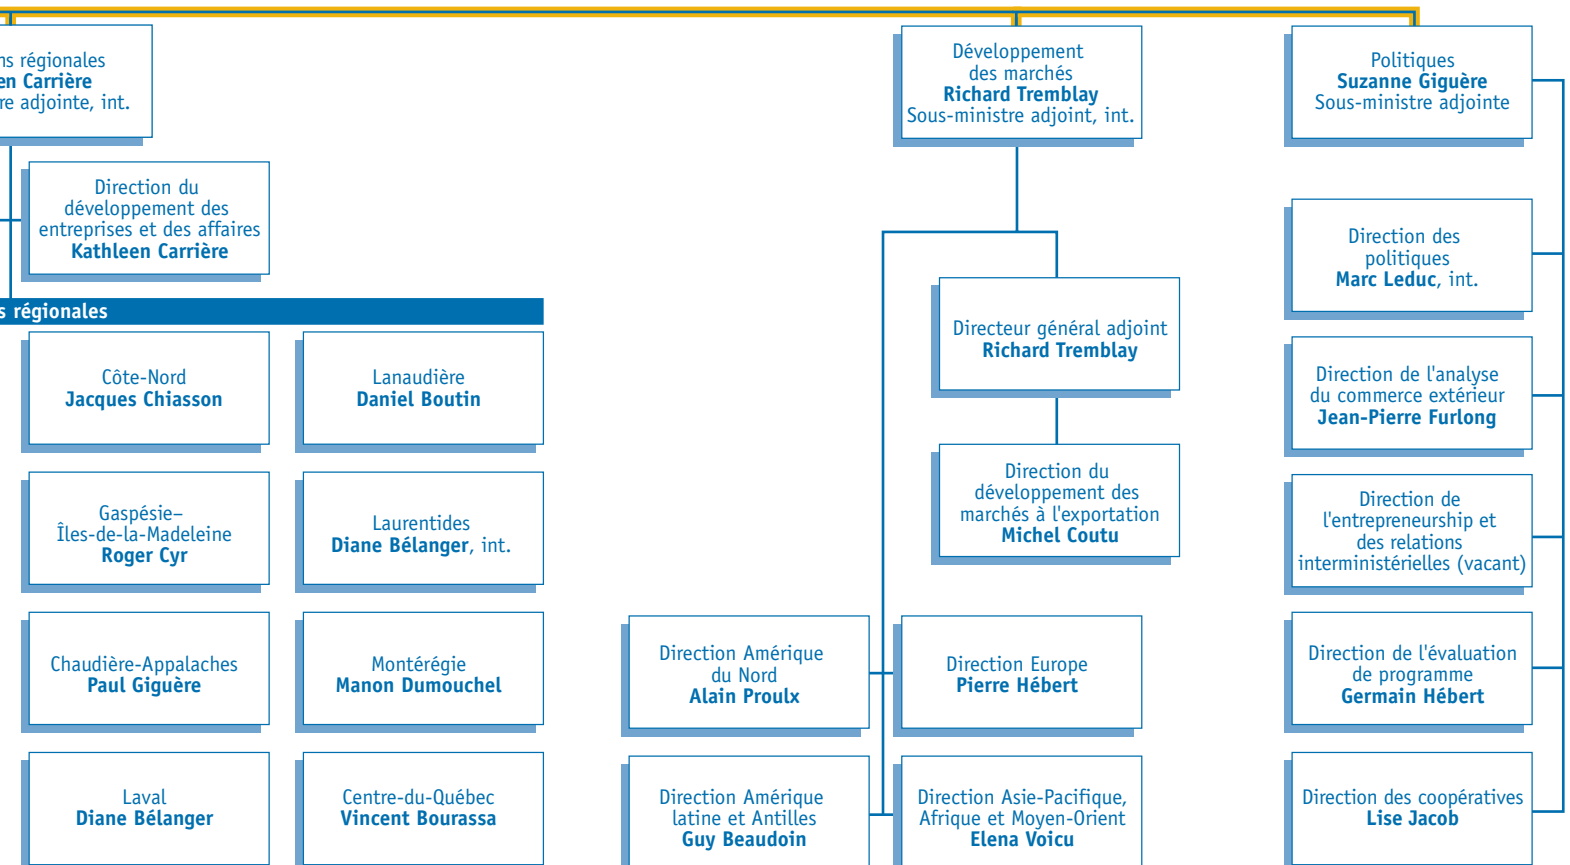 ns régionales
en Carrière
re adjointe, int.
Développement
des marchés
Richard Tremblay
Sous-ministre adjoint, int.
Politiques
Suzanne Giguère
Sous-ministre adjointe
Direction du
développement des
entreprises et des affaires
Kathleen Carrière
s régionales
Côte-Nord
Jacques Chiasson
Lanaudière
Daniel Boutin
Gaspésie–
Îles-de-la-Madeleine
Roger Cyr
Laurentides
Diane Bélanger, int.
Chaudière-Appalaches
Paul Giguère
Montérégie
Manon Dumouchel
Laval
Diane Bélanger
Centre-du-Québec
Vincent Bourassa
Directeur général adjoint
Richard Tremblay
Direction du
développement des
marchés à l'exportation
Michel Coutu
Direction Amérique
du Nord
Alain Proulx
Direction Europe
Pierre Hébert
Direction Amérique
latine et Antilles
Guy Beaudoin
Direction Asie-Pacifique,
Afrique et Moyen-Orient
Elena Voicu
Direction des
politiques
Marc Leduc, int.
Direction de l'analyse
du commerce extérieur
Jean-Pierre Furlong
Direction de
l'entrepreneurship et
des relations
interministérielles (vacant)
Direction de l'évaluation
de programme
Germain Hébert
Direction des coopératives
Lise Jacob